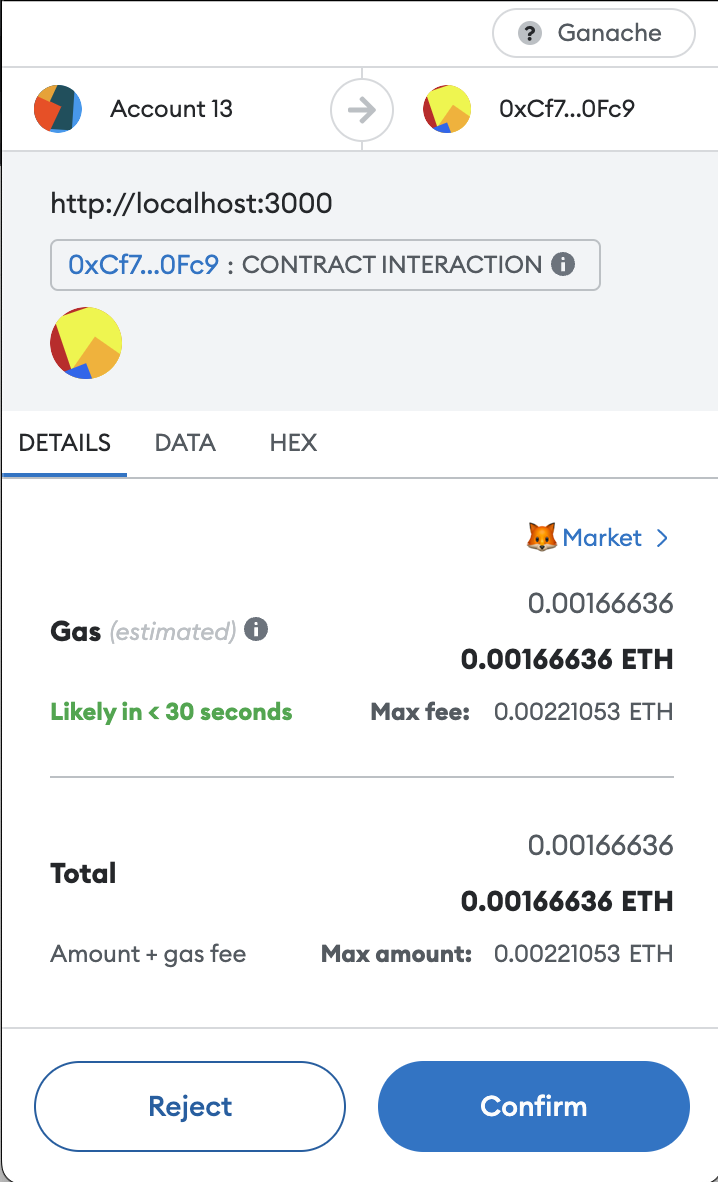 ? Ganache
Account 13
0xCf7...0Fc9
http://localhost:3000
0xCf7...0Fc9 : CONTRACT INTERACTION i
DETAILS DATA HEX
Market >
0.00166636
Gas (estimated) i
0.00166636 ETH
Likely in < 30 seconds Max fee: 0.00221053 ETH
0.00166636
Total
0.00166636 ETH
Amount + gas fee Max amount: 0.00221053 ETH
Reject Confirm